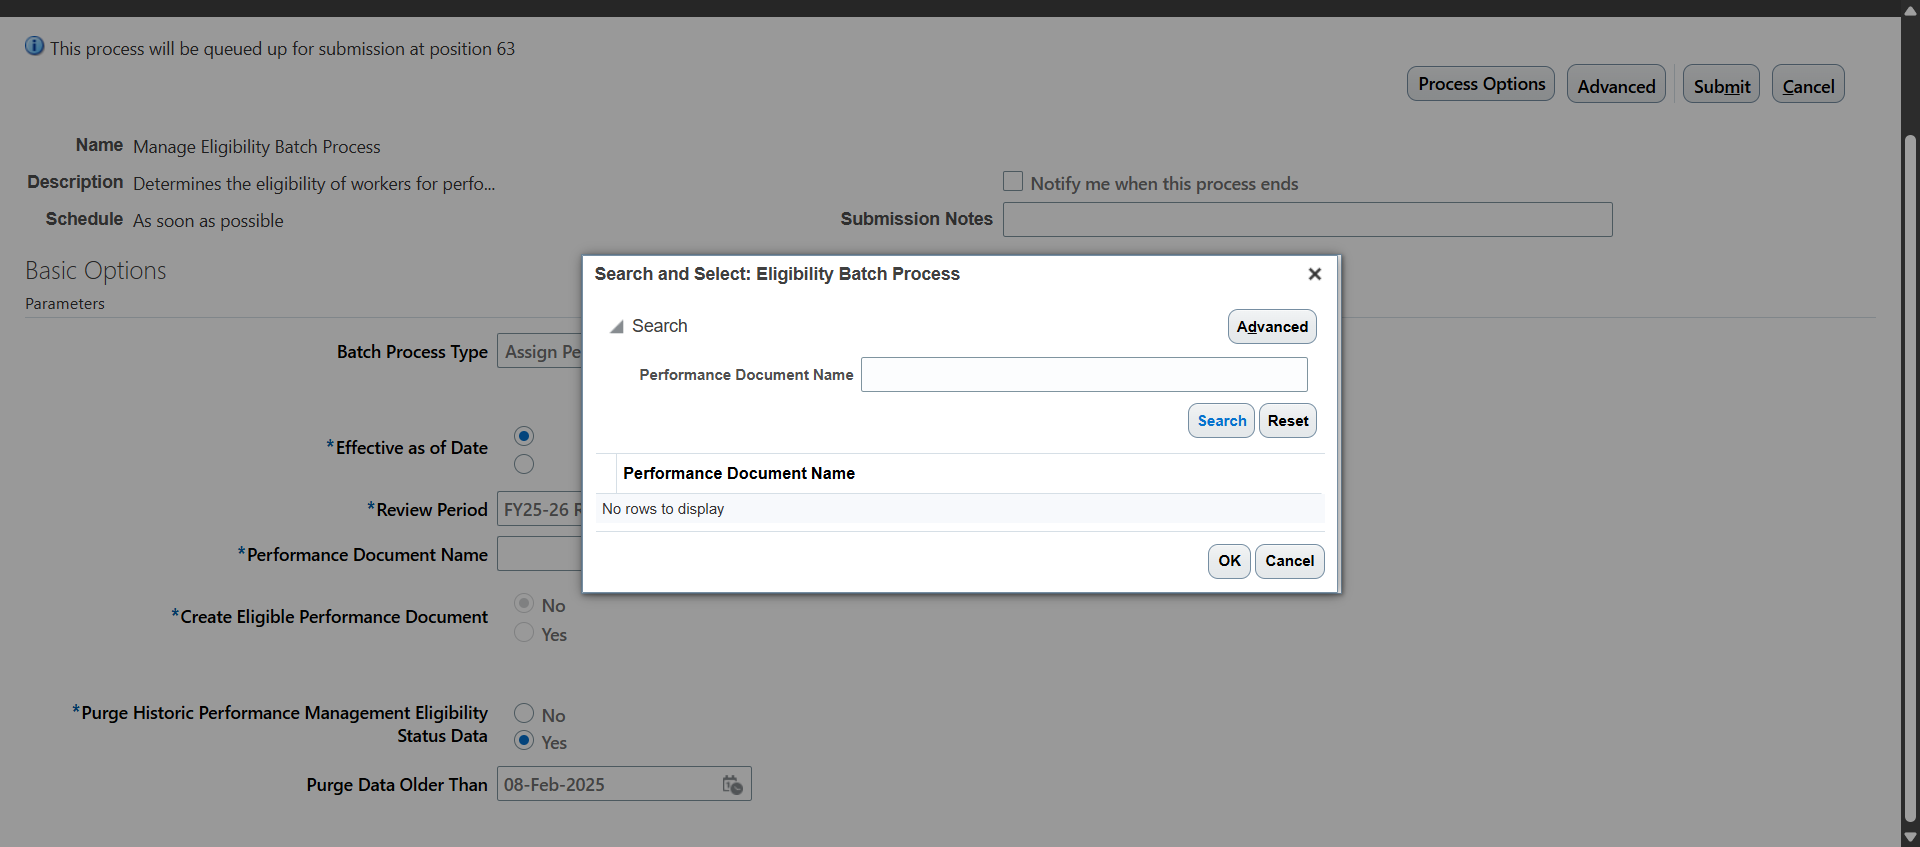 This process will be queued up for submission at position 63
Process Options
Advanced
Submit
Cancel
Name Manage Eligibility Batch Process
Description Determines the eligibility of workers for perfo...
Notify me when this process ends
Schedule As soon as possible
Submission Notes
Basic Options
Parameters
Search and Select: Eligibility Batch Process
Search
Advanced
Performance Document Name
Search
Reset
Performance Document Name
No rows to display
OK
Cancel
Batch Process Type Assign Pe
*Effective as of Date
*Review Period FY25-26
*Performance Document Name
*Create Eligible Performance Document
No
Yes
*Purge Historic Performance Management Eligibility
Status Data
No
Yes
Purge Data Older Than 08-Feb-2025